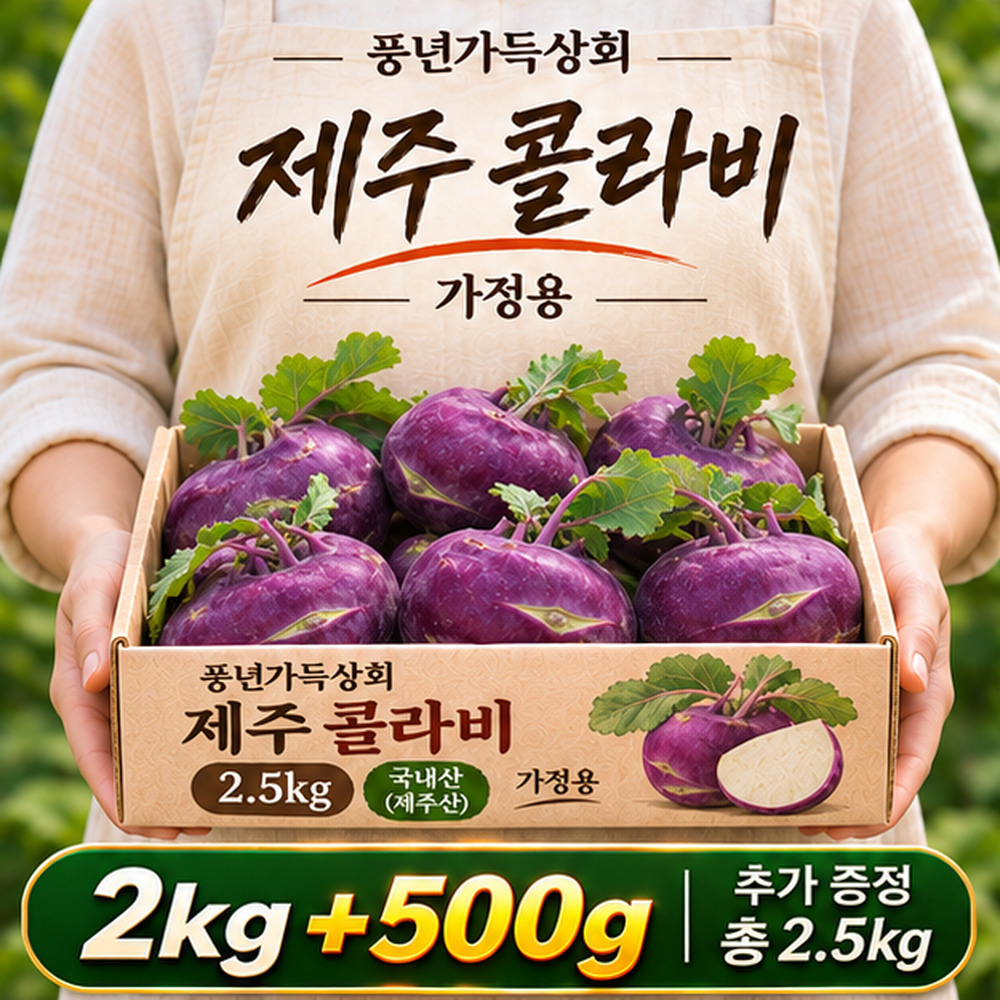 풍년가득상회
제주 콜라비
가정용
풍년가득상회
제주 콜라비
2.5kg
국내산
(제주산)
가정용
2kg +500g
추가 증정
총 2.5kg